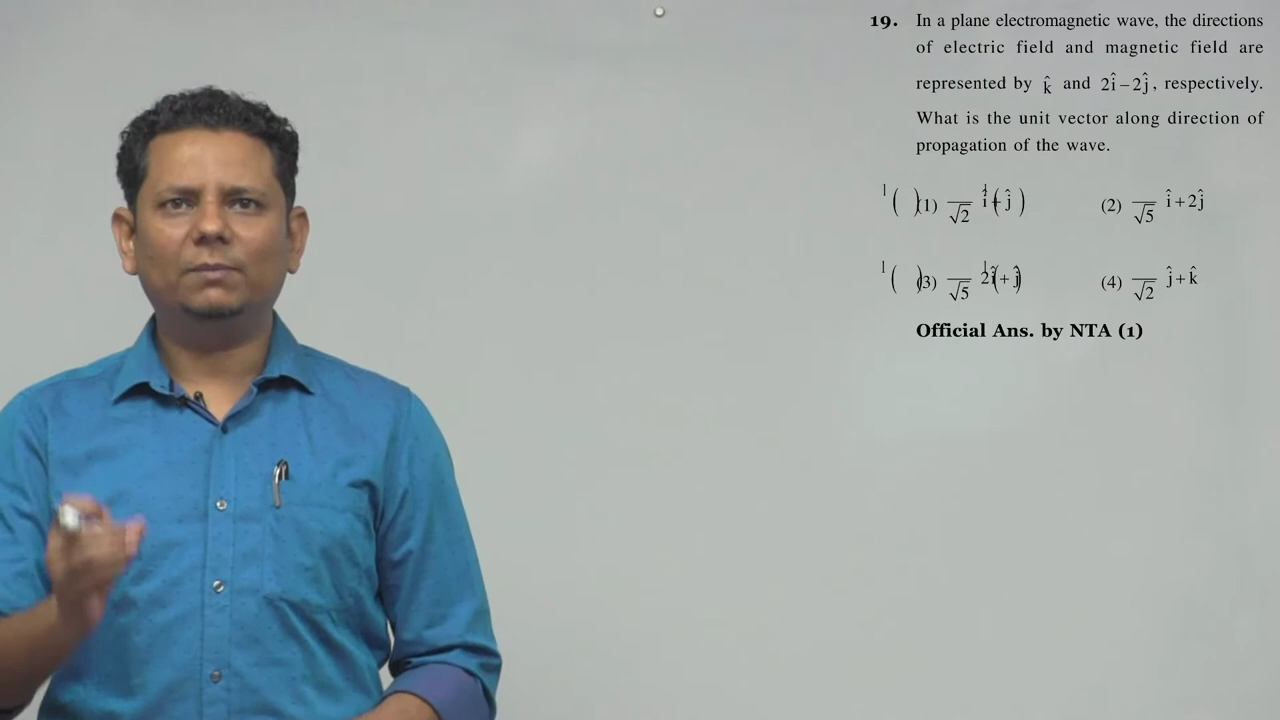 19. In a plane electromagnetic wave, the directions
of electric field and magnetic field are
represented by k̂ and 2î–2ĵ, respectively.
What is the unit vector along direction of
propagation of the wave.
(1) 1/√2 (î+ĵ) (2) 1/√5 î+2ĵ
(3) 1/√5 (2î+ĵ) (4) 1/√2 ĵ+k̂
Official Ans. by NTA (1)